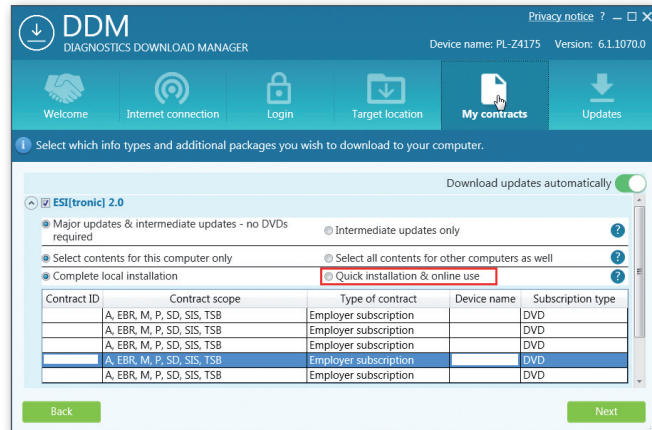 DDM
DIAGNOSTICS DOWNLOAD MANAGER
Privacy notice ?
Device name: PL-Z4175 Version: 6.1.1070.0
Welcome Internet connection Login Target location My contracts Updates
i Select which info types and additional packages you wish to download to your computer.
Download updates automatically
ESI[tronic] 2.0
Major updates & intermediate updates - no DVDs
required
Intermediate updates only ?
Select contents for this computer only Select all contents for other computers as well ?
Complete local installation Quick installation & online use ?
Contract ID Contract scope Type of contract Device name Subscription type
A, EBR, M, P, SD, SIS, TSB Employer subscription DVD
A, EBR, M, P, SD, SIS, TSB Employer subscription DVD
A, EBR, M, P, SD, SIS, TSB Employer subscription DVD
A, EBR, M, P, SD, SIS, TSB Employer subscription DVD
A, EBR, M, P, SD, SIS, TSB Employer subscription DVD
Back Next